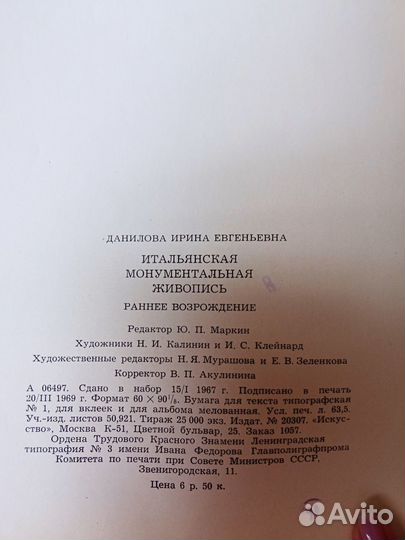 ДАНИЛОВА ИРИНА ЕВГЕНЬЕВНА
ИТАЛЬЯНСКАЯ
МОНУМЕНТАЛЬНАЯ
ЖИВОПИСЬ
РАННЕЕ ВОЗРОЖДЕНИЕ
Редактор Ю. П. Маркин
Художники Н. И. Калинин и И. С. Клейнард
Художественные редакторы Н. Я. Мурашова и Е. В. Зеленкова
Корректор В. П. Акулинина
А 06497. Сдано в набор 15/I 1967 г. Подписано в печать
20/III 1969 г. Формат 60 × 90¹/₈. Бумага для текста типографская
№ 1, для вклеек и для альбома мелованная. Усл. печ. л. 63,5.
Уч.-изд. листов 50,921. Тираж 25 000 экз. Издат. № 20307. «Искус-
ство», Москва К-51, Цветной бульвар, 25. Заказ 1057.
Ордена Трудового Красного Знамени Ленинградская
типография № 3 имени Ивана Федорова Главполиграфпрома
Комитета по печати при Совете Министров СССР,
Звенигородская, 11.
Цена 6 р. 50 к.
Avito